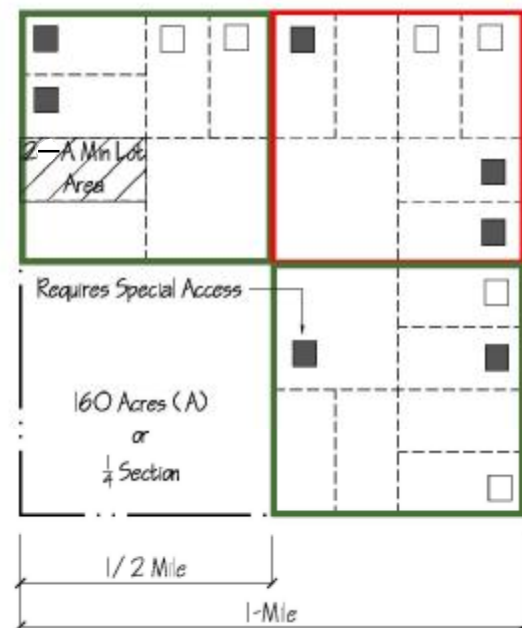 2-A Min Lot
Area
Requires Special Access
160 Acres (A)
or
1/4 Section
1/2 Mile
1-Mile